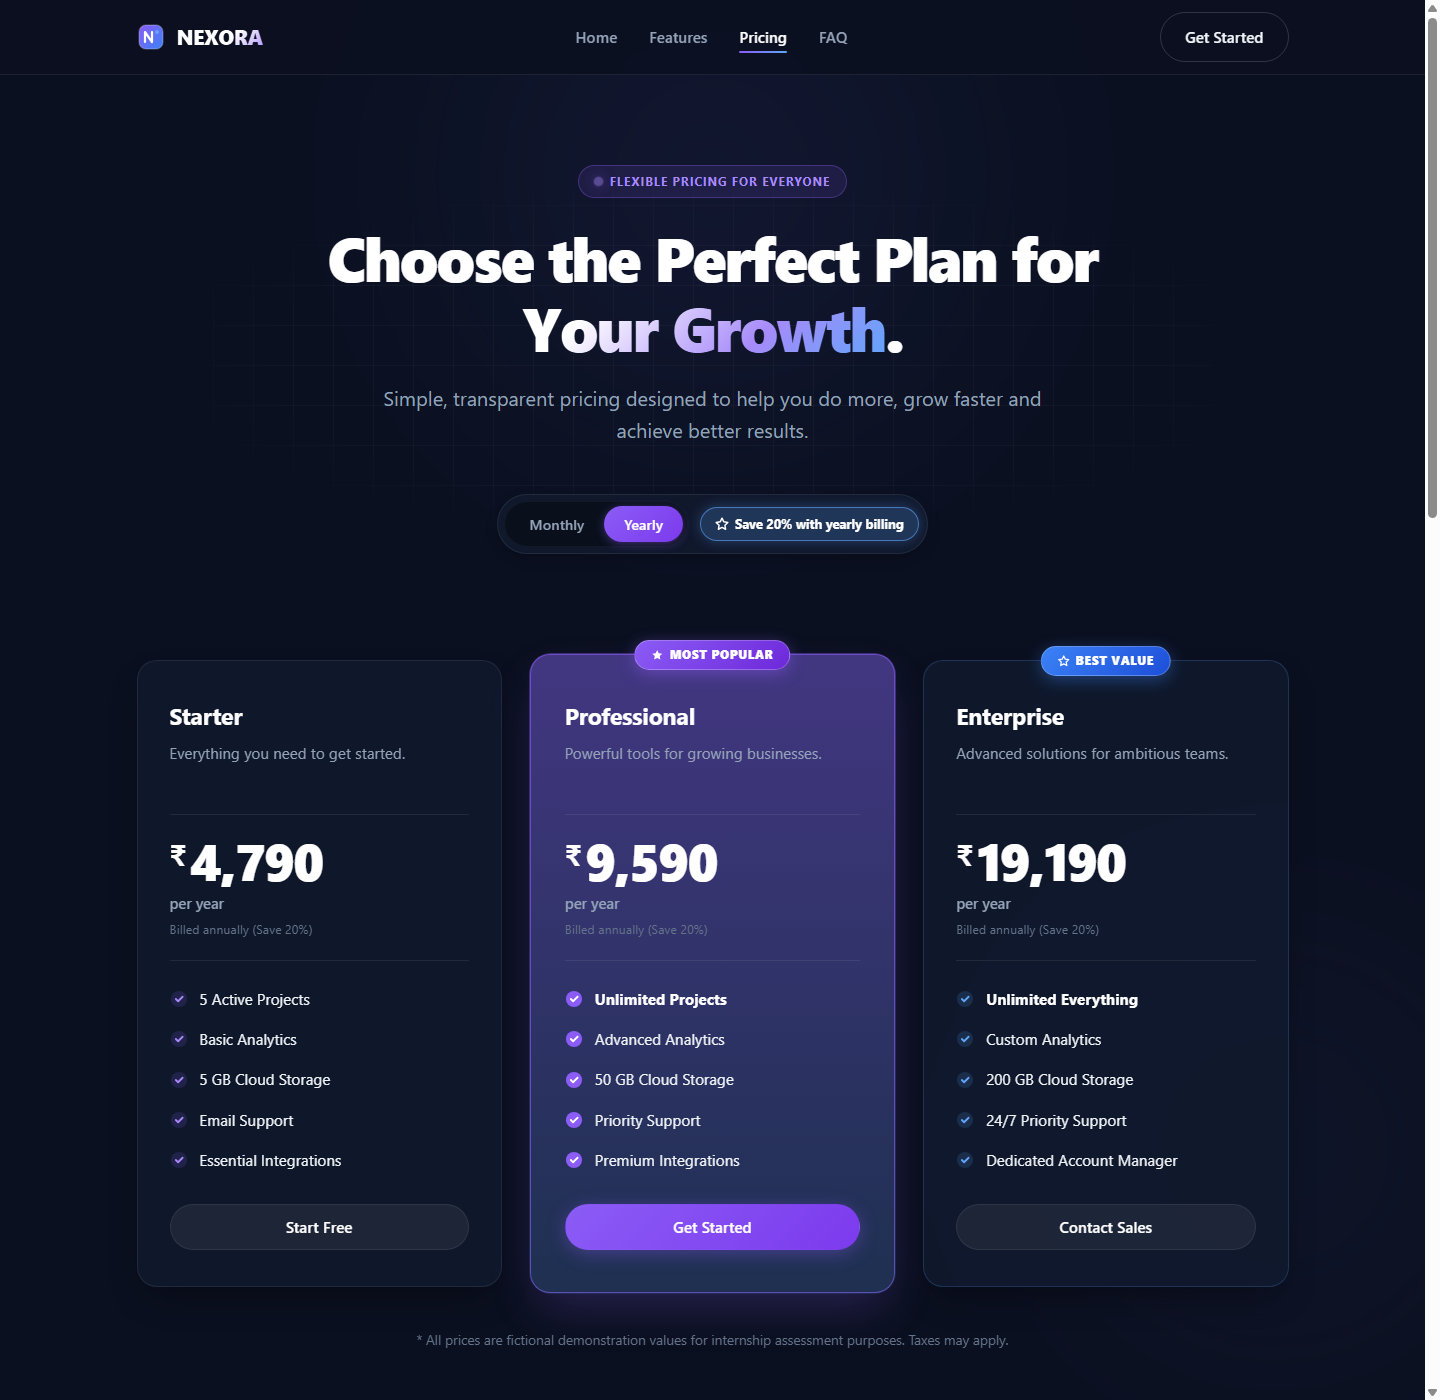 N
NEXORA
Home
Features
Pricing
FAQ
Get Started
FLEXIBLE PRICING FOR EVERYONE
Choose the Perfect Plan for
Your Growth.
Simple, transparent pricing designed to help you do more, grow faster and
achieve better results.
Monthly
Yearly
Save 20% with yearly billing
Starter
Everything you need to get started.
₹4,790
per year
Billed annually (Save 20%)
5 Active Projects
Basic Analytics
5 GB Cloud Storage
Email Support
Essential Integrations
Start Free
MOST POPULAR
Professional
Powerful tools for growing businesses.
₹9,590
per year
Billed annually (Save 20%)
Unlimited Projects
Advanced Analytics
50 GB Cloud Storage
Priority Support
Premium Integrations
Get Started
BEST VALUE
Enterprise
Advanced solutions for ambitious teams.
₹19,190
per year
Billed annually (Save 20%)
Unlimited Everything
Custom Analytics
200 GB Cloud Storage
24/7 Priority Support
Dedicated Account Manager
Contact Sales
* All prices are fictional demonstration values for internship assessment purposes. Taxes may apply.